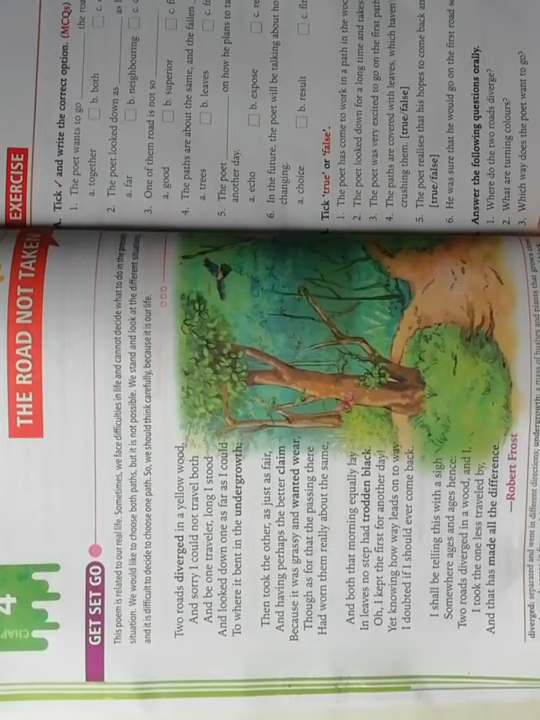 CHAP
4
THE ROAD NOT TAKEN
GET SET GO
This poem is related to our real life. Sometimes, we face difficulties in life and cannot decide what to do in the present
situation. We would like to choose both paths, but it is not possible. We stand and look at the different situation,
and it is difficult to decide to choose one path. So, we should think carefully, because it is our life.
Two roads diverged in a yellow wood,
And sorry I could not travel both
And be one traveler, long I stood
And looked down one as far as I could
To where it bent in the undergrowth;
Then took the other, as just as fair,
And having perhaps the better claim
Because it was grassy and wanted wear,
Though as for that the passing there
Had worn them really about the same,
And both that morning equally lay
In leaves no step had trodden black.
Oh, I kept the first for another day!
Yet knowing how way leads on to way
I doubted if I should ever come back.
I shall be telling this with a sigh
Somewhere ages and ages hence:
Two roads diverged in a wood, and I,
I took the one less traveled by,
And that has made all the difference.
—Robert Frost
diverged: separated and went in different directions; undergrowth: a mass of bushes and plants that grows
EXERCISE
A. Tick ✓ and write the correct option. (MCQs)
1. The poet wants to go
a. together
b. both
2. The poet looked down as
a. far
b. neighbouring
3. One of them road is not so
a. good
b. superior
4. The paths are about the same, and the fallen
a. trees
b. leaves
5. The poet on how he plans to
another day.
a. echo
b. expose
6. In the future, the poet will be talking about
changing.
a. choice
b. result
Tick 'true' or 'false'.
1. The poet has come to work in a path in the
2. The poet looked down for a long time and takes
3. The poet was very excited to go on the first path
4. The paths are covered with leaves, which haven
crushing them. [true/false]
5. The poet realises that his hopes to come back
[true/false]
6. He was sure that he would go on the first road
Answer the following questions orally.
1. Where do the two roads diverge?
2. What are turning colours?
3. Which way does the poet want to go?